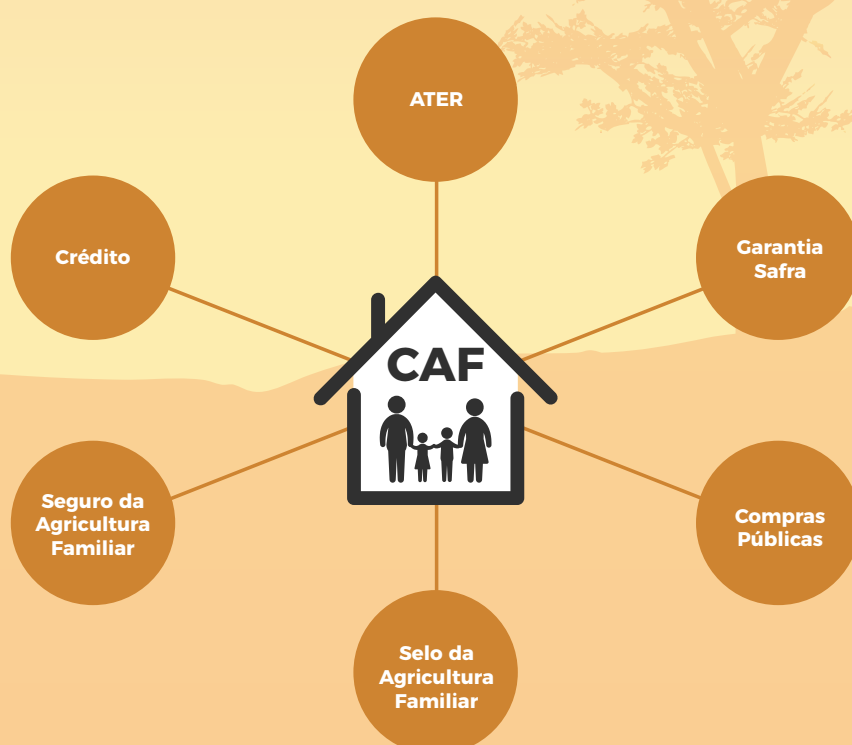 ATER
Crédito
Garantia
Safra
CAF
Seguro da
Agricultura
Familiar
Compras
Públicas
Selo da
Agricultura
Familiar